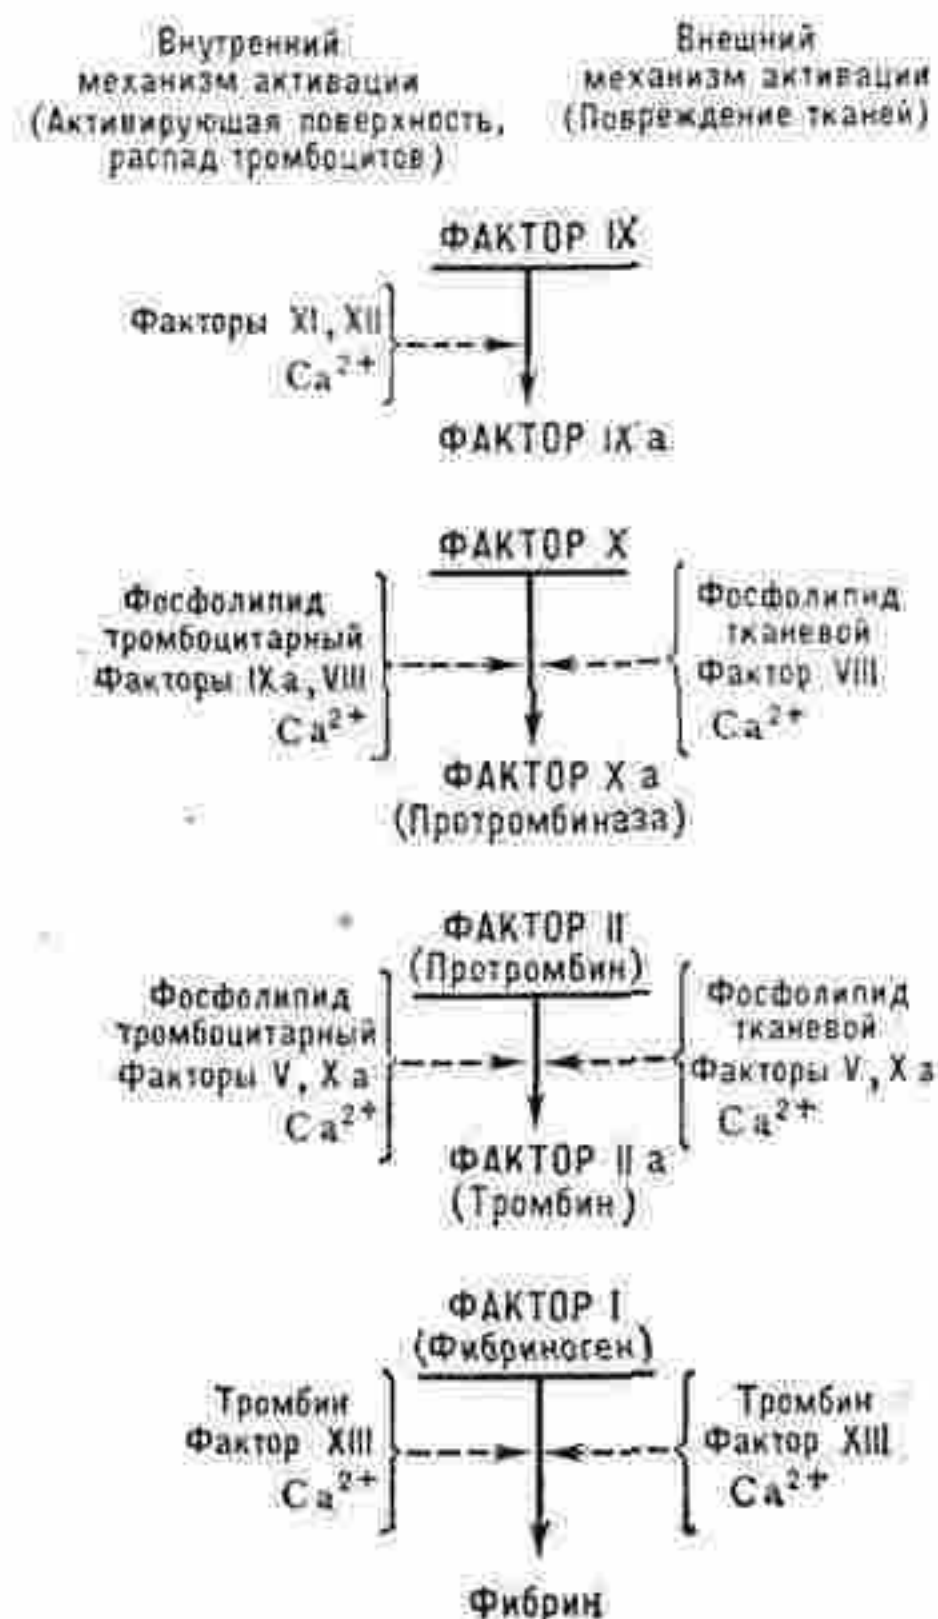 Внутренний
механизм активации
(Активирующая поверхность,
распад тромбоцитов)
Внешний
механизм активации
(Повреждение тканей)
ФАКТОР IX
Факторы XI, XII
Ca²⁺
ФАКТОР IX а
ФАКТОР X
Фосфолипид
тромбоцитарный
Факторы IXа, VIII
Ca²⁺
Фосфолипид
тканевой
Фактор VIII
Ca²⁺
ФАКТОР X а
(Протромбиназа)
ФАКТОР II
(Протромбин)
Фосфолипид
тромбоцитарный
Факторы V, X а
Ca²⁺
Фосфолипид
тканевой
Факторы V, X а
Ca²⁺
ФАКТОР II а
(Тромбин)
ФАКТОР I
(Фибриноген)
Тромбин
Фактор XIII
Ca²⁺
Тромбин
Фактор XIII
Ca²⁺
Фибрин